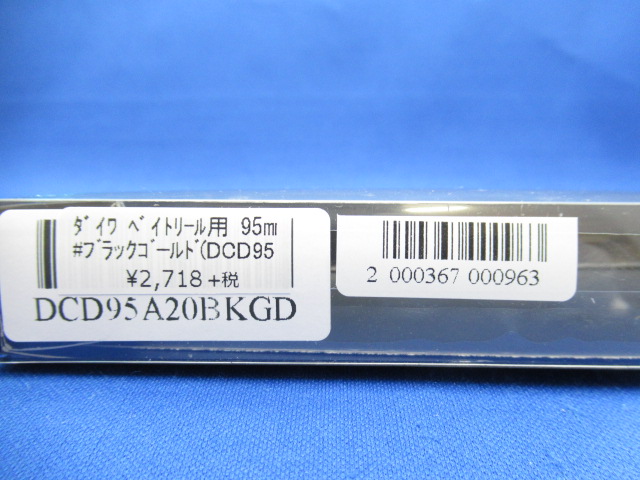 ﾀﾞｲﾜ ﾍﾞｲﾄﾘｰﾙ用 95㎜
#ﾌﾞﾗｯｸｺﾞｰﾙﾄﾞ(DCD95
¥2,718+税
DCD95A20BKGD
2 000367 000963